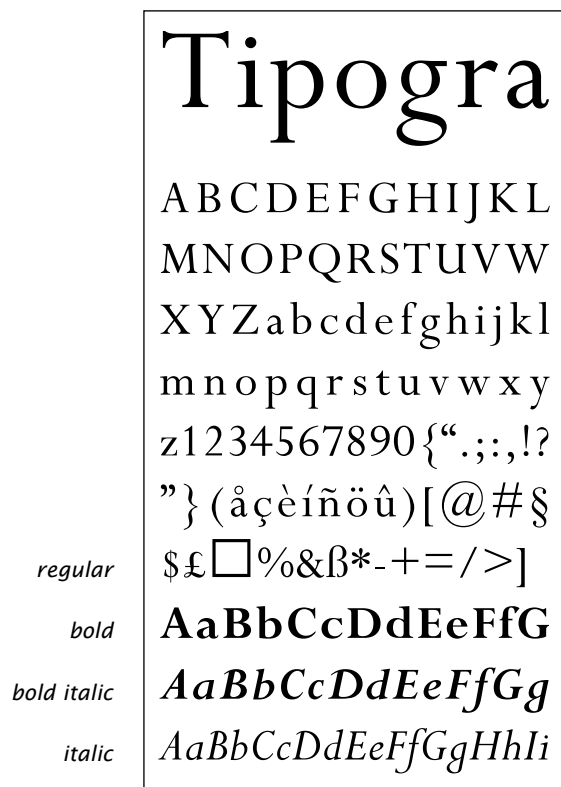 Tipogra
ABCDEFGHIJKL
MNOPQRSTUVW
XYZabcdefghijkl
mnopqrstuvwxy
z1234567890{“.;:,!?
”}(åçèíñöû)[@#§
regular $£□%&ß*-+=/>]
bold AaBbCcDdEeFfG
bold italic AaBbCcDdEeFfGg
italic AaBbCcDdEeFfGgHhIi